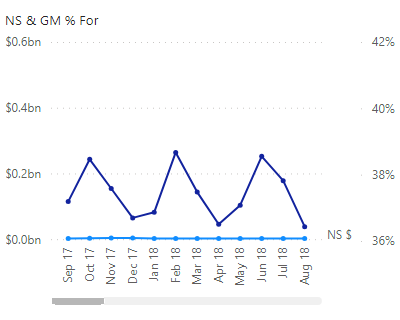 NS & GM % For
$0.6bn
42%
$0.4bn
40%
$0.2bn
38%
$0.0bn
NS $
36%
Sep 17
Oct 17
Nov 17
Dec 17
Jan 18
Feb 18
Mar 18
Apr 18
May 18
Jun 18
Jul 18
Aug 18